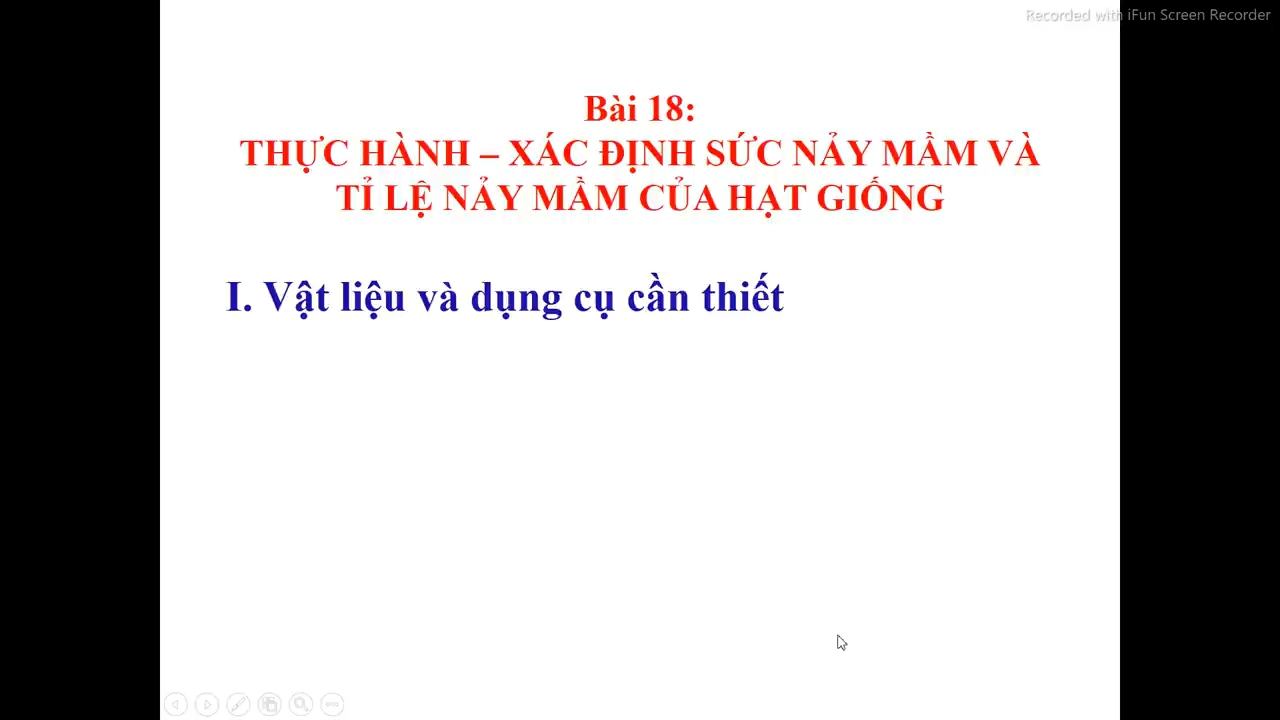 Recorded with iFun Screen Recorder
Bài 18:
THỰC HÀNH – XÁC ĐỊNH SỨC NẢY MẦM VÀ
TỈ LỆ NẢY MẦM CỦA HẠT GIỐNG
I. Vật liệu và dụng cụ cần thiết